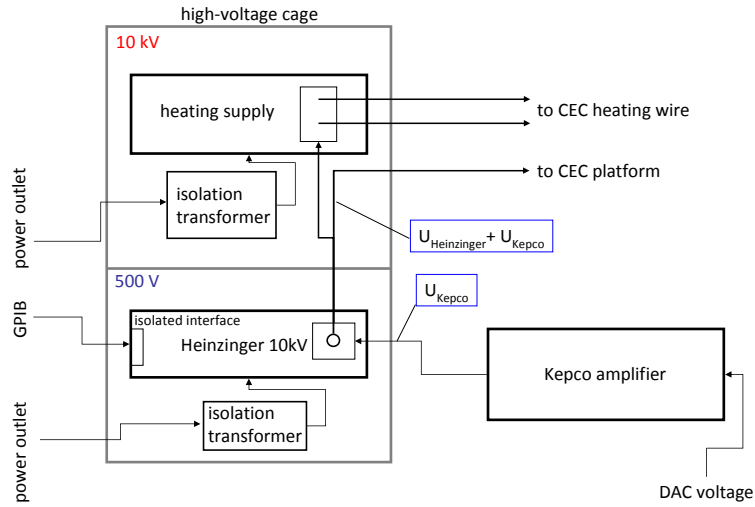 high-voltage cage
10 kV
heating supply
to CEC heating wire
isolation
transformer
to CEC platform
power outlet
U_Heinzinger + U_Kepco
500 V
U_Kepco
GPIB
isolated interface
Heinzinger 10kV
Kepco amplifier
isolation
transformer
power outlet
DAC voltage